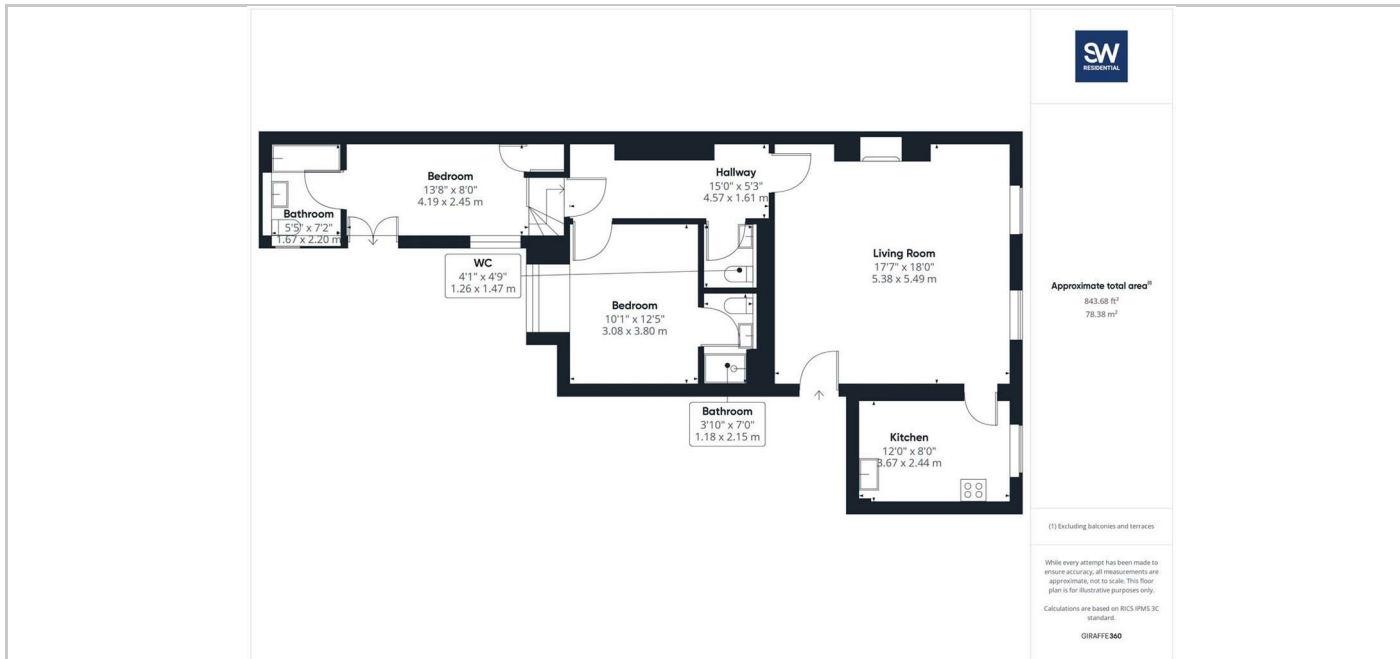 SW
RESIDENTIAL
Bedroom
13'8" x 8'0"
4.19 x 2.45 m
Hallway
15'0" x 5'3"
4.57 x 1.61 m
Bathroom
5'5" x 7'2"
1.67 x 2.20 m
WC
4'1" x 4'9"
1.26 x 1.47 m
Living Room
17'7" x 18'0"
5.38 x 5.49 m
Bedroom
10'1" x 12'5"
3.08 x 3.80 m
Bathroom
3'10" x 7'0"
1.18 x 2.15 m
Kitchen
12'0" x 8'0"
3.67 x 2.44 m
Approximate total area⁽¹⁾
843.68 ft²
78.38 m²
(1) Excluding balconies and terraces
While every attempt has been made to
ensure accuracy, all measurements are
approximate, not to scale. This floor
plan is for illustrative purposes only.
Calculations are based on RICS IPMS 3C
standard.
GIRAFFE360